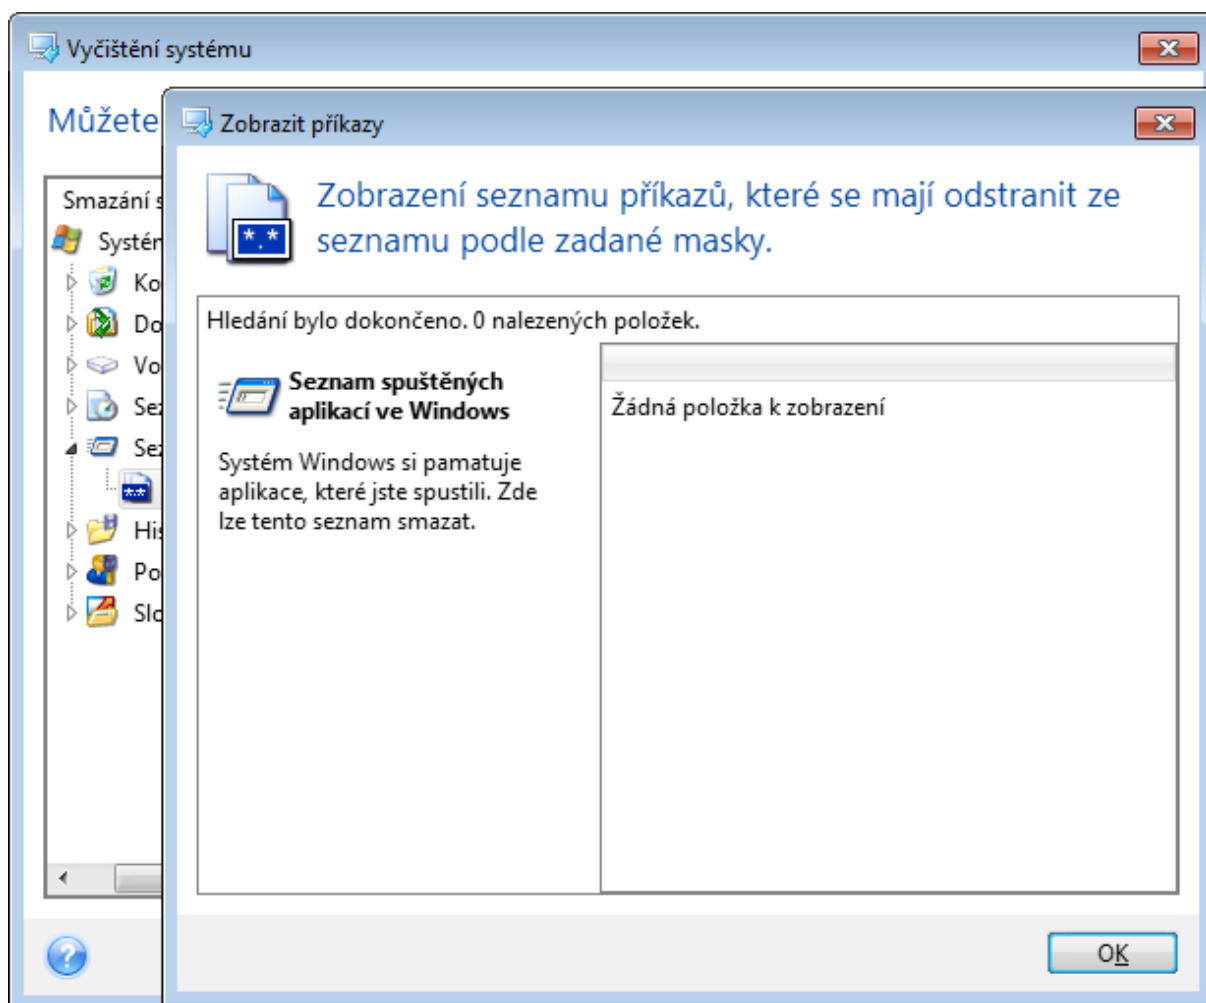 Vyčištění systému
Můžete
Zobrazit příkazy
Zobrazení seznamu příkazů, které se mají odstranit ze
seznamu podle zadané masky.
*.*
Smazání
Hledání bylo dokončeno. 0 nalezených položek.
Seznam spuštěných
aplikací ve Windows
Systém Windows si pamatuje
aplikace, které jste spustili. Zde
lze tento seznam smazat.
Žádná položka k zobrazení
OK